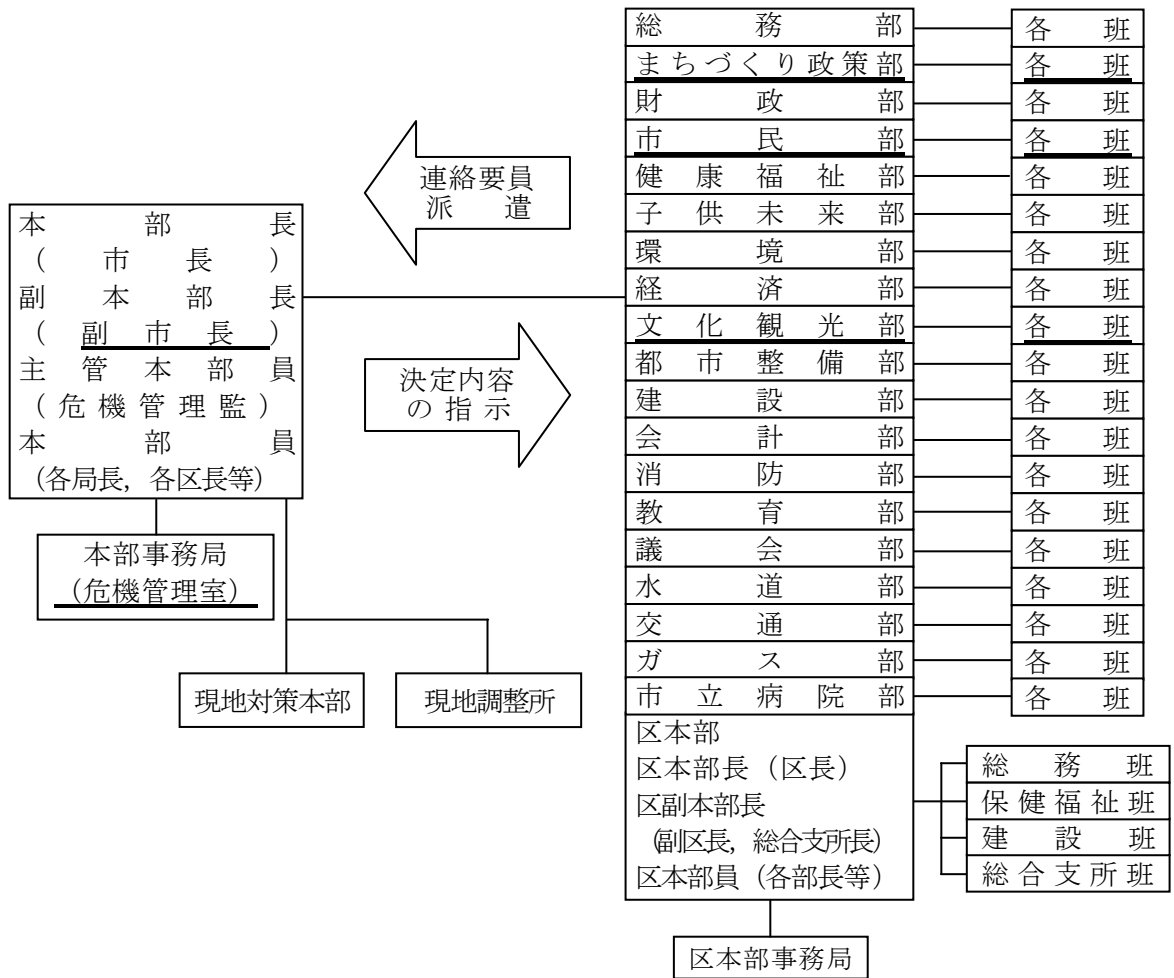 総務部 各班
まちづくり政策部 各班
財政部 各班
市民部 各班
健康福祉部 各班
子供未来部 各班
環境部 各班
経済部 各班
文化観光部 各班
都市整備部 各班
建設部 各班
会計部 各班
消防部 各班
教育部 各班
議会部 各班
水道部 各班
交通部 各班
ガス部 各班
市立病院部 各班
連絡要員
派遣
本部長
(市長)
副本部長
(副市長)
主管本部員
(危機管理監)
本部員
(各局長,各区長等)
決定内容
の指示
本部事務局
(危機管理室)
現地対策本部
現地調整所
区本部
区本部長(区長)
区副本部長
(副区長,総合支所長)
区本部員(各部長等)
総務班
保健福祉班
建設班
総合支所班
区本部事務局